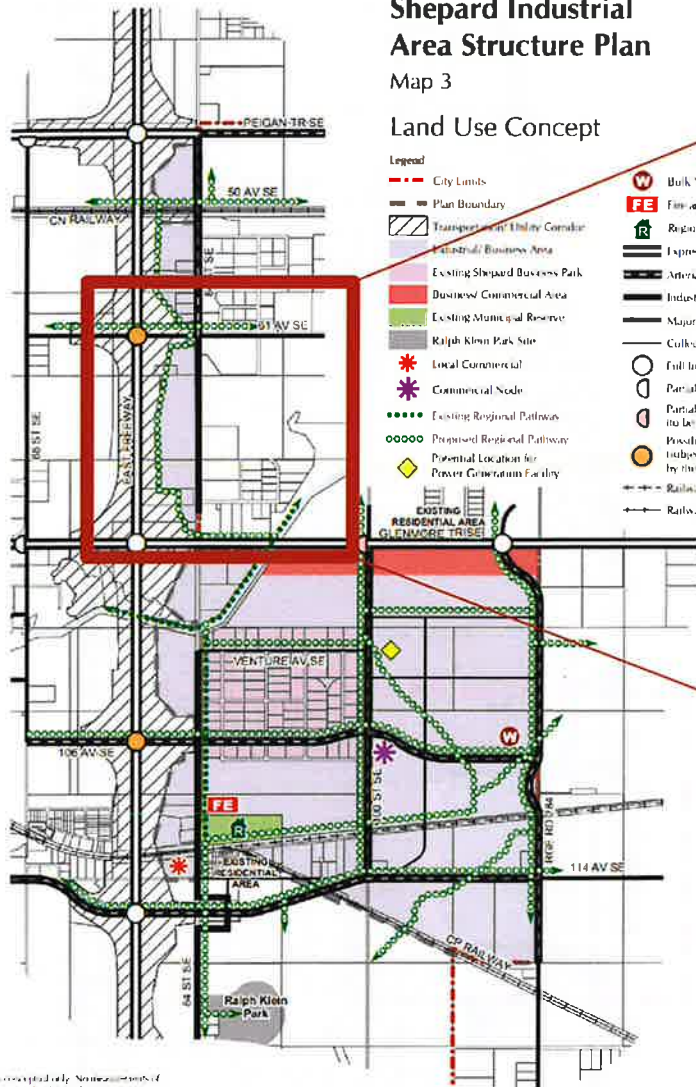 Shepard Industrial
Area Structure Plan
Map 3
Land Use Concept
Legend
City Limits
Plan Boundary
Transportation/ Utility Corridor
Industrial/ Business Area
Existing Shepard Business Park
Business/ Commercial Area
Existing Municipal Reserve
Ralph Klein Park Site
Local Commercial
Commercial Node
Existing Regional Pathway
Proposed Regional Pathway
Potential Location for
Power Generation Facility
W Bulk
FE
R
PEIGAN TR SE
50 AV SE
CN RAILWAY
61 AV SE
68 ST SE
EAST FREEWAY
EXISTING
RESIDENTIAL AREA
GLENMORE TR SE
VENTURE AV SE
106 AV SE
W
FE
R
RGE RD 284
EXISTING
RESIDENTIAL
AREA
114 AV SE
CP RAILWAY
84 ST SE
Ralph Klein
Park